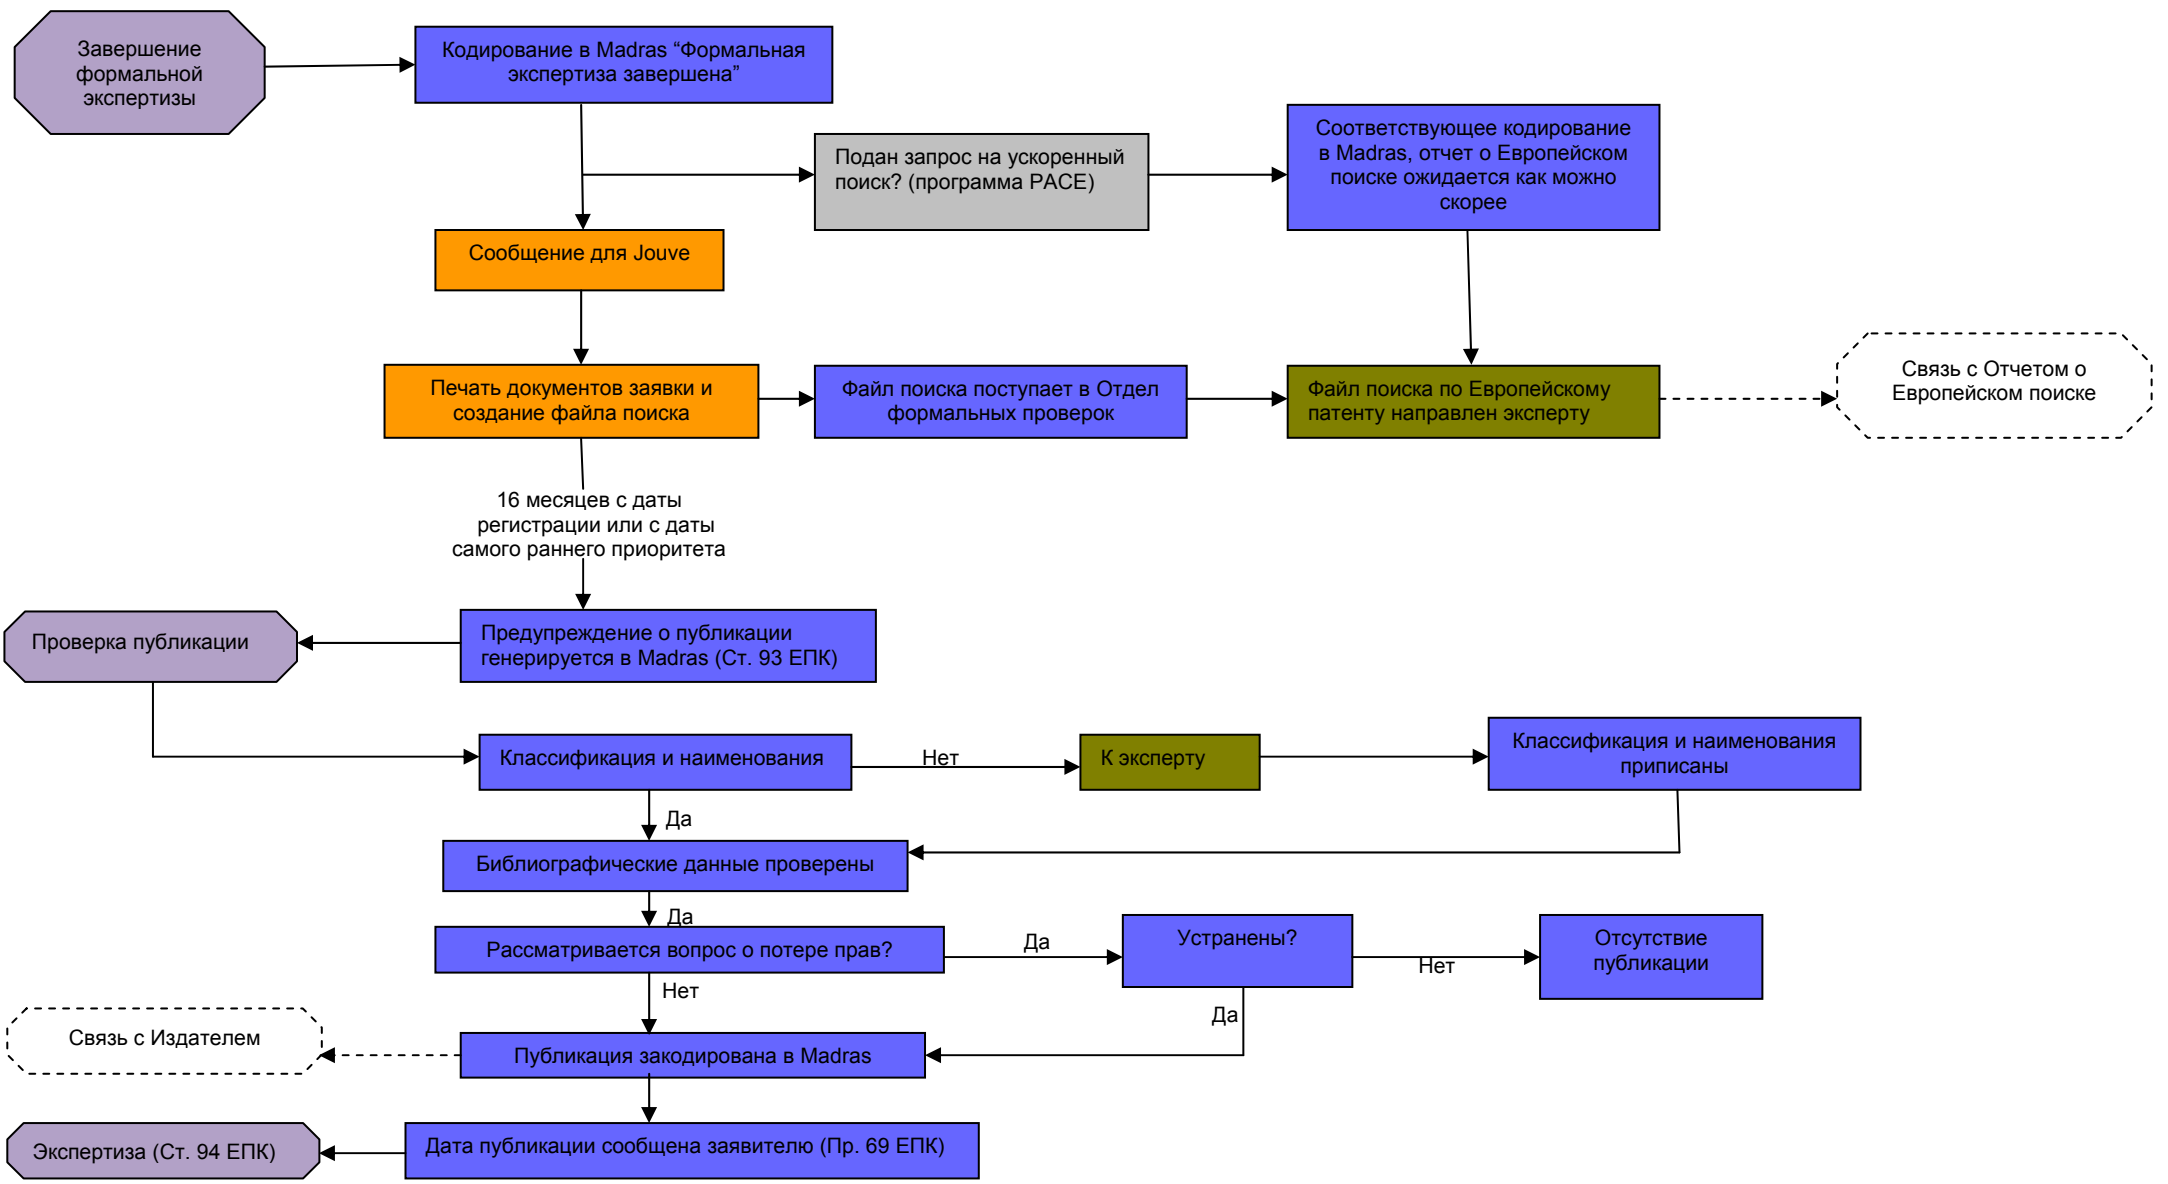 Завершение
формальной
экспертизы
Кодирование в Madras “Формальная
экспертиза завершена”
Подан запрос на ускоренный
поиск? (программа PACE)
Соответствующее кодирование
в Madras, отчет о Европейском
поиске ожидается как можно
скорее
Сообщение для Jouve
Печать документов заявки и
создание файла поиска
Файл поиска поступает в Отдел
формальных проверок
Файл поиска по Европейскому
патенту направлен эксперту
Связь с Отчетом о
Европейском поиске
16 месяцев с даты
регистрации или с даты
самого раннего приоритета
Проверка публикации
Предупреждение о публикации
генерируется в Madras (Ст. 93 ЕПК)
Классификация и наименования
Нет
К эксперту
Классификация и наименования
приписаны
Да
Библиографические данные проверены
Да
Рассматривается вопрос о потере прав?
Да
Устранены?
Нет
Отсутствие
публикации
Нет
Да
Связь с Издателем
Публикация закодирована в Madras
Экспертиза (Ст. 94 ЕПК)
Дата публикации сообщена заявителю (Пр. 69 ЕПК)